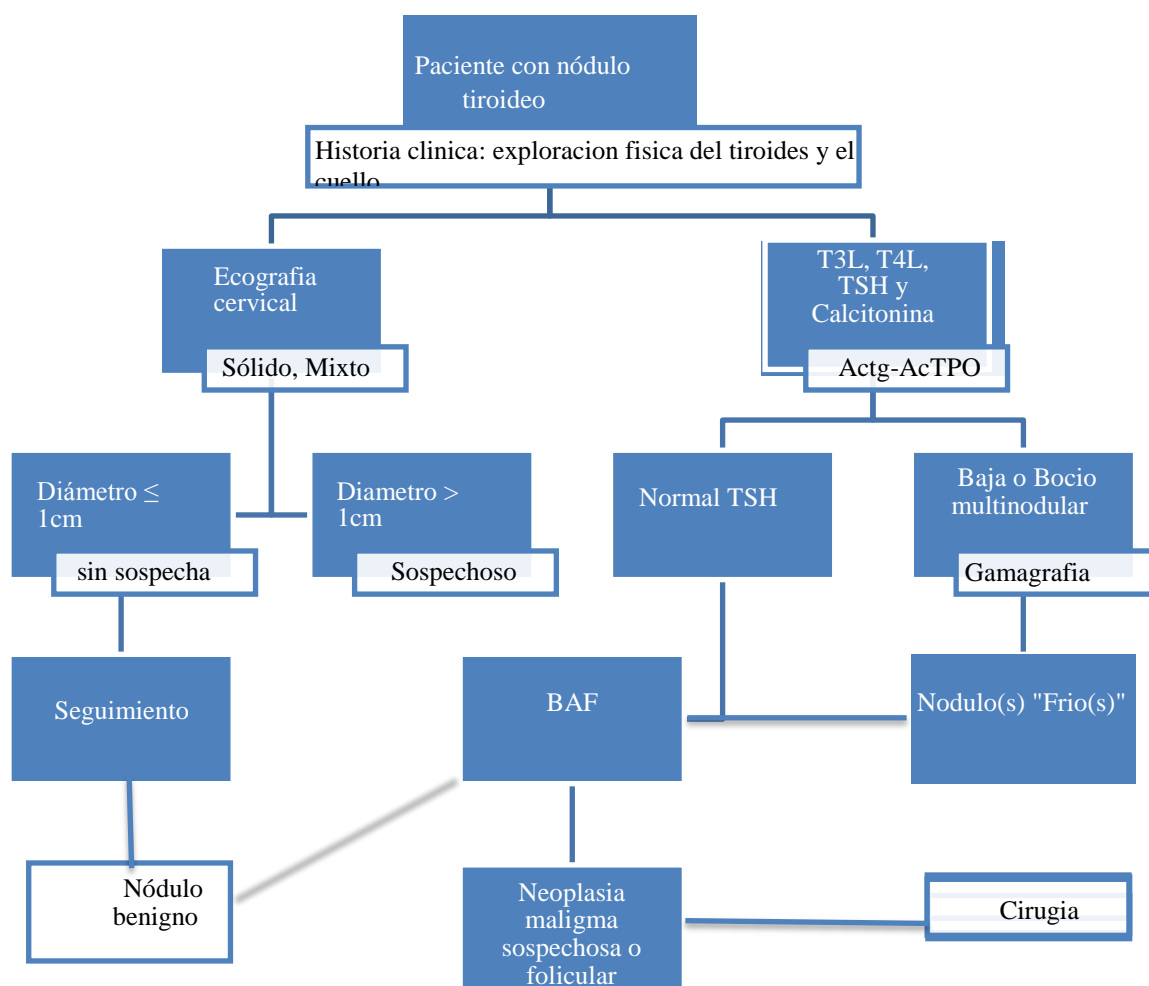 Paciente con nódulo
tiroideo
Historia clinica: exploracion fisica del tiroides y el
cuello
Ecografia
cervical
Sólido, Mixto
T3L, T4L,
TSH y
Calcitonina
Actg-AcTPO
Diámetro ≤
1cm
sin sospecha
Diametro >
1cm
Sospechoso
Normal TSH
Baja o Bocio
multinodular
Gamagrafia
Seguimiento
BAF
Nodulo(s) "Frio(s)"
Nódulo
benigno
Neoplasia
maligma
sospechosa o
folicular
Cirugia